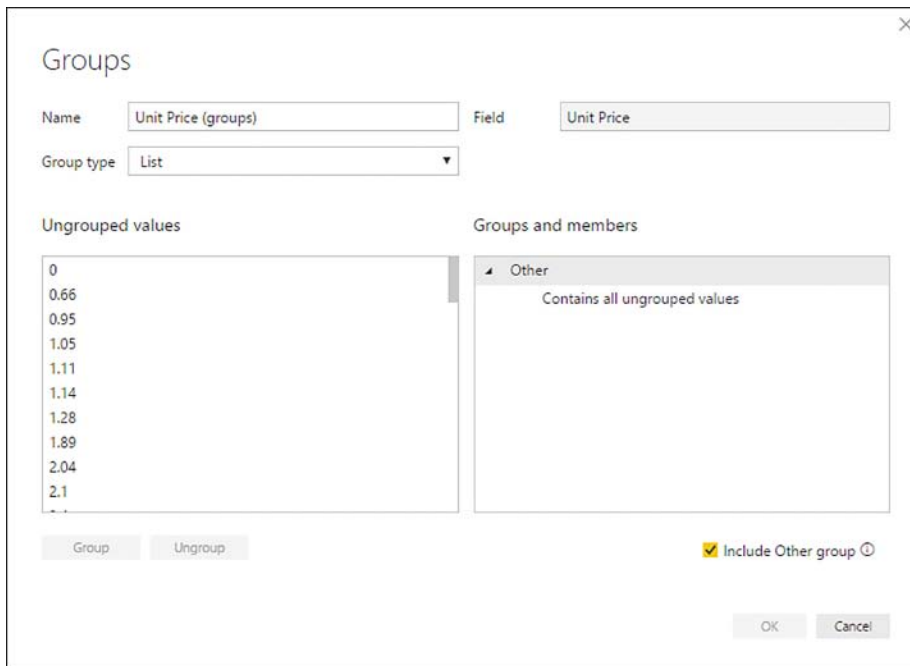 Groups
Name Unit Price (groups) Field Unit Price
Group type List
Ungrouped values Groups and members
0
0.66
0.95
1.05
1.11
1.14
1.28
1.89
2.04
2.1
Other
Contains all ungrouped values
Group Ungroup
Include Other group
OK Cancel